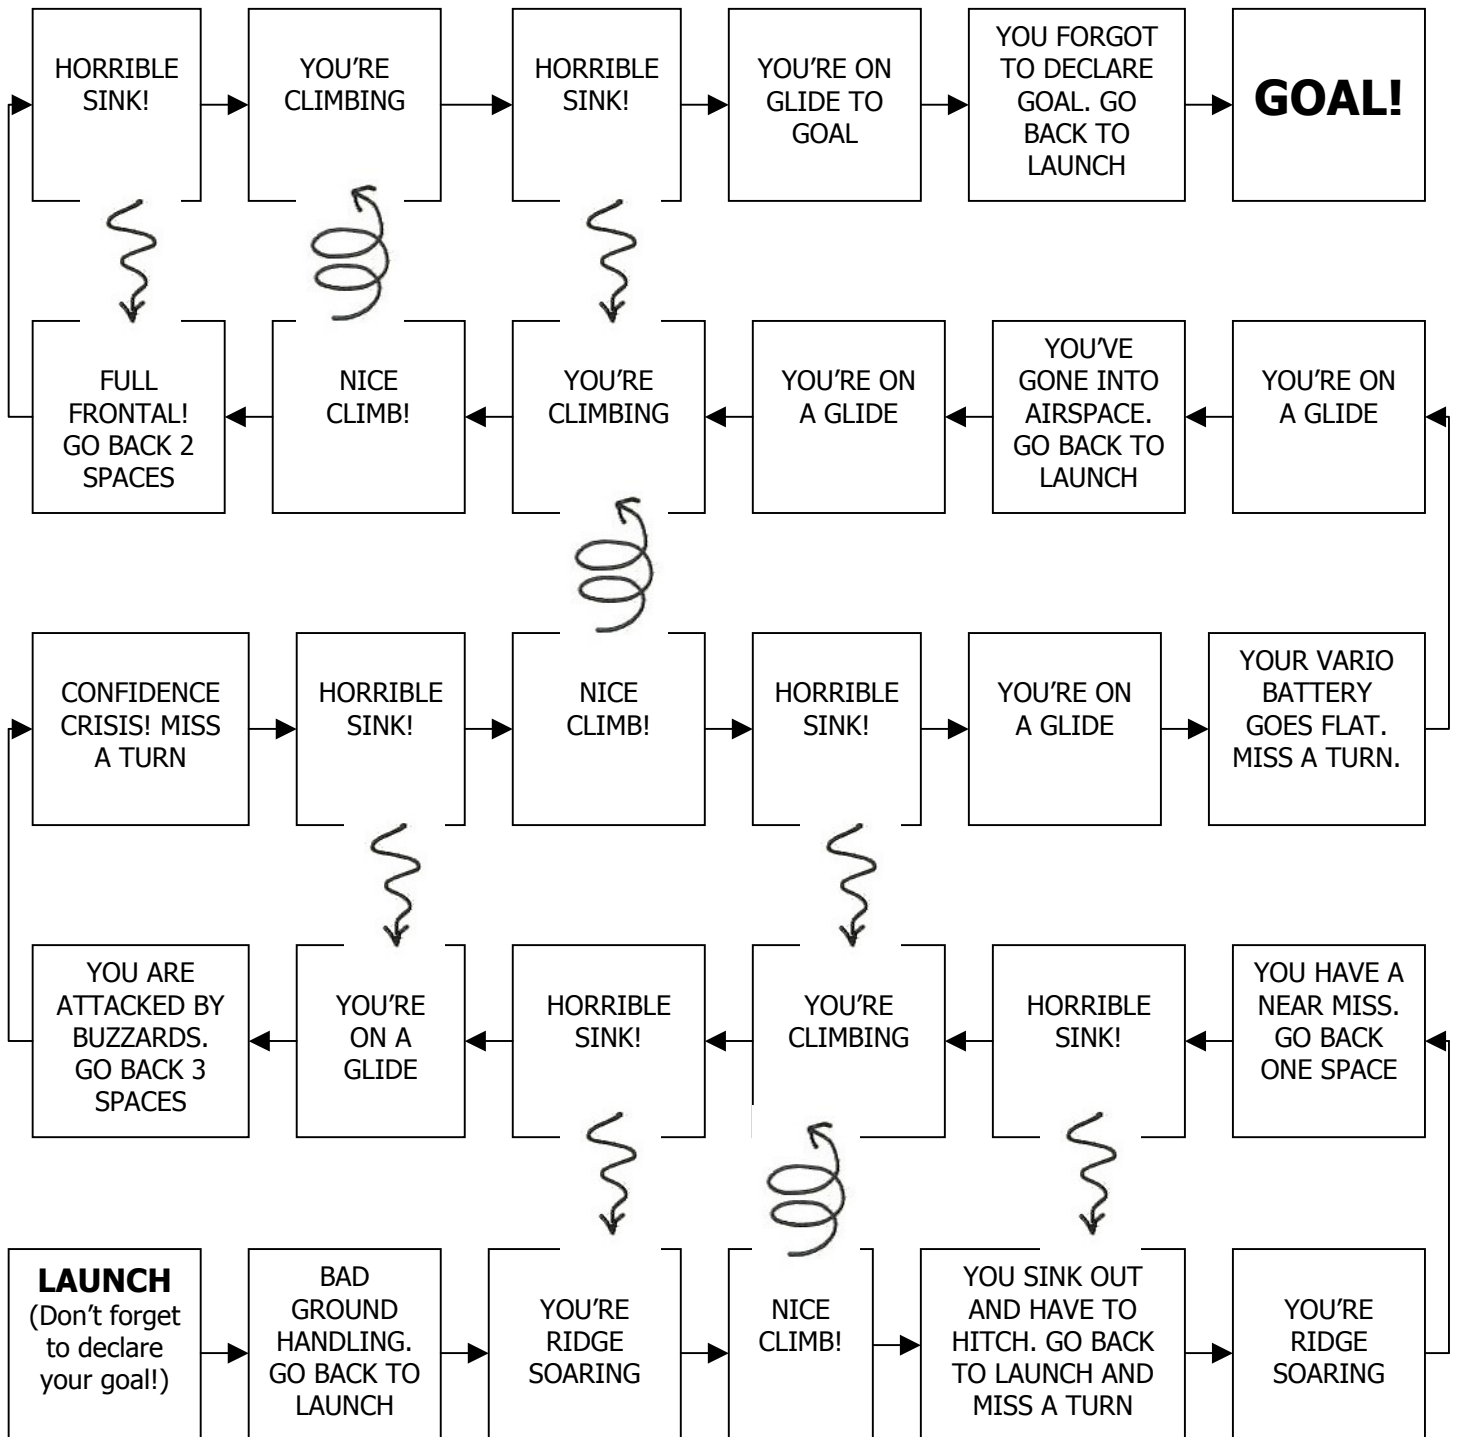 HORRIBLE
SINK!
YOU’RE
CLIMBING
HORRIBLE
SINK!
YOU’RE ON
GLIDE TO
GOAL
YOU FORGOT
TO DECLARE
GOAL. GO
BACK TO
LAUNCH
GOAL!
FULL
FRONTAL!
GO BACK 2
SPACES
NICE
CLIMB!
YOU’RE
CLIMBING
YOU’RE ON
A GLIDE
YOU’VE
GONE INTO
AIRSPACE.
GO BACK TO
LAUNCH
YOU’RE ON
A GLIDE
CONFIDENCE
CRISIS! MISS
A TURN
HORRIBLE
SINK!
NICE
CLIMB!
HORRIBLE
SINK!
YOU’RE ON
A GLIDE
YOUR VARIO
BATTERY
GOES FLAT.
MISS A TURN.
YOU ARE
ATTACKED BY
BUZZARDS.
GO BACK 3
SPACES
YOU’RE
ON A
GLIDE
HORRIBLE
SINK!
YOU’RE
CLIMBING
HORRIBLE
SINK!
YOU HAVE A
NEAR MISS.
GO BACK
ONE SPACE
LAUNCH
(Don’t forget
to declare
your goal!)
BAD
GROUND
HANDLING.
GO BACK TO
LAUNCH
YOU’RE
RIDGE
SOARING
NICE
CLIMB!
YOU SINK OUT
AND HAVE TO
HITCH. GO BACK
TO LAUNCH AND
MISS A TURN
YOU’RE
RIDGE
SOARING